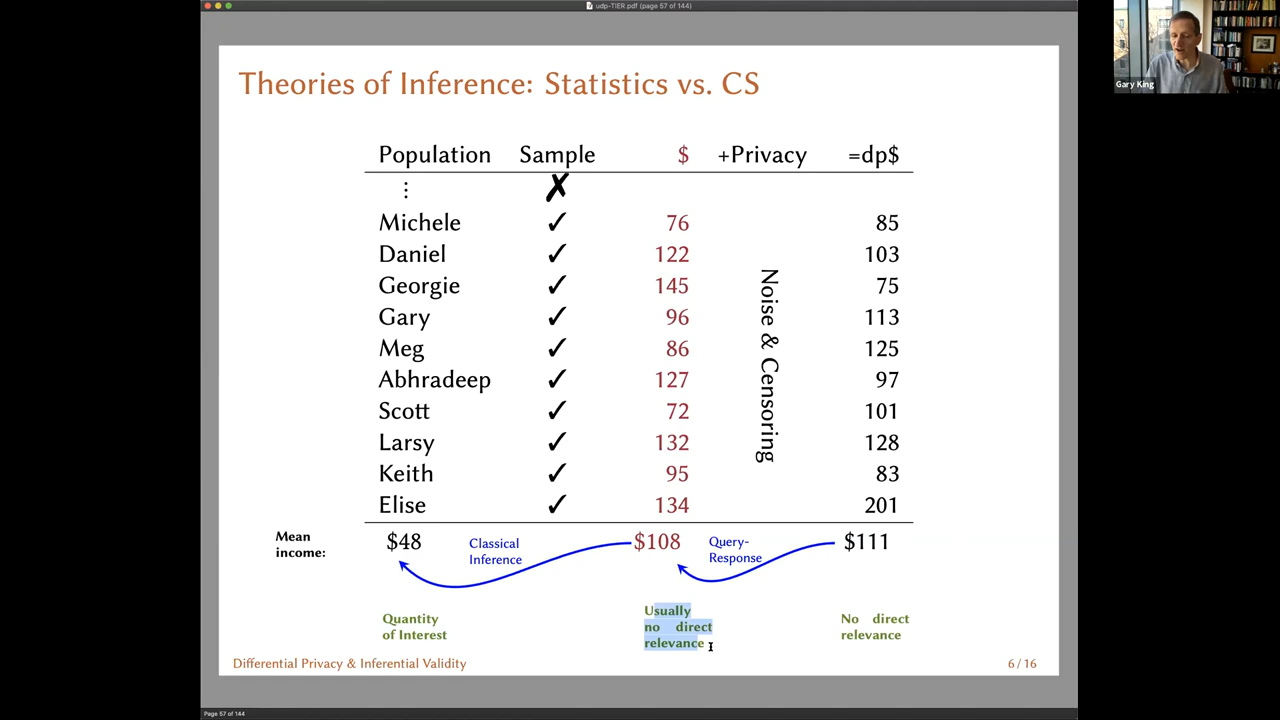 udp-TIER.pdf (page 57 of 144)
Gary King
Theories of Inference: Statistics vs. CS
Population Sample $ +Privacy =dp$
⋮ ✗
Michele ✓ 76 85
Daniel ✓ 122 103
Georgie ✓ 145 75
Gary ✓ 96 113
Meg ✓ 86 125
Abhradeep ✓ 127 97
Scott ✓ 72 101
Larsy ✓ 132 128
Keith ✓ 95 83
Elise ✓ 134 201
Noise & Censoring
Mean
income:
$48
Classical
Inference
$108
Query-
Response
$111
Quantity
of Interest
Usually
no direct
relevance
No direct
relevance
Differential Privacy & Inferential Validity 6 / 16
Page 57 of 144